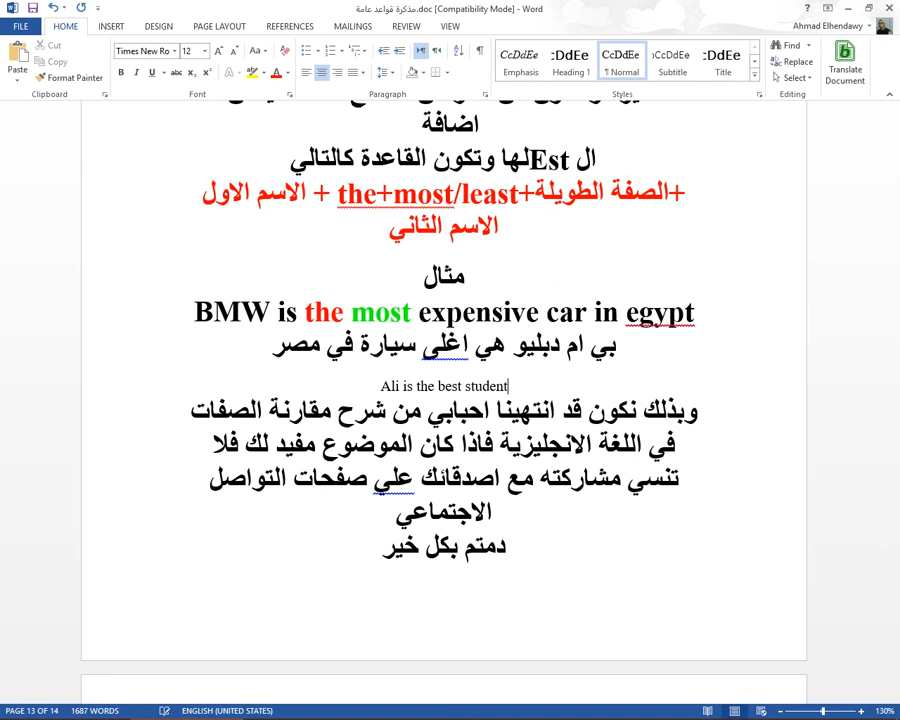 مذكرة قواعد عامة.doc [Compatibility Mode] - Word
FILE HOME INSERT DESIGN PAGE LAYOUT REFERENCES MAILINGS REVIEW VIEW Ahmad Elhendawy
Paste Cut Copy Format Painter
Clipboard
Times New Ro 12
Font
Paragraph
AaBbCcDdEe Emphasis Heading 1 ¶ Normal Subtitle Title
Styles
Find Replace Select
Editing
Translate Document
اضافة
ال Estلها وتكون القاعدة كالتالي
الاسم الاول + the+most/least+الصفة الطويلة+
الاسم الثاني
مثال
BMW is the most expensive car in egypt
بي ام دبليو هي اغلى سيارة في مصر
Ali is the best student
وبذلك نكون قد انتهينا احبابي من شرح مقارنة الصفات
في اللغة الانجليزية فاذا كان الموضوع مفيد لك فلا
تنسي مشاركته مع اصدقائك علي صفحات التواصل
الاجتماعي
دمتم بكل خير
PAGE 13 OF 14 1687 WORDS ENGLISH (UNITED STATES) 130%